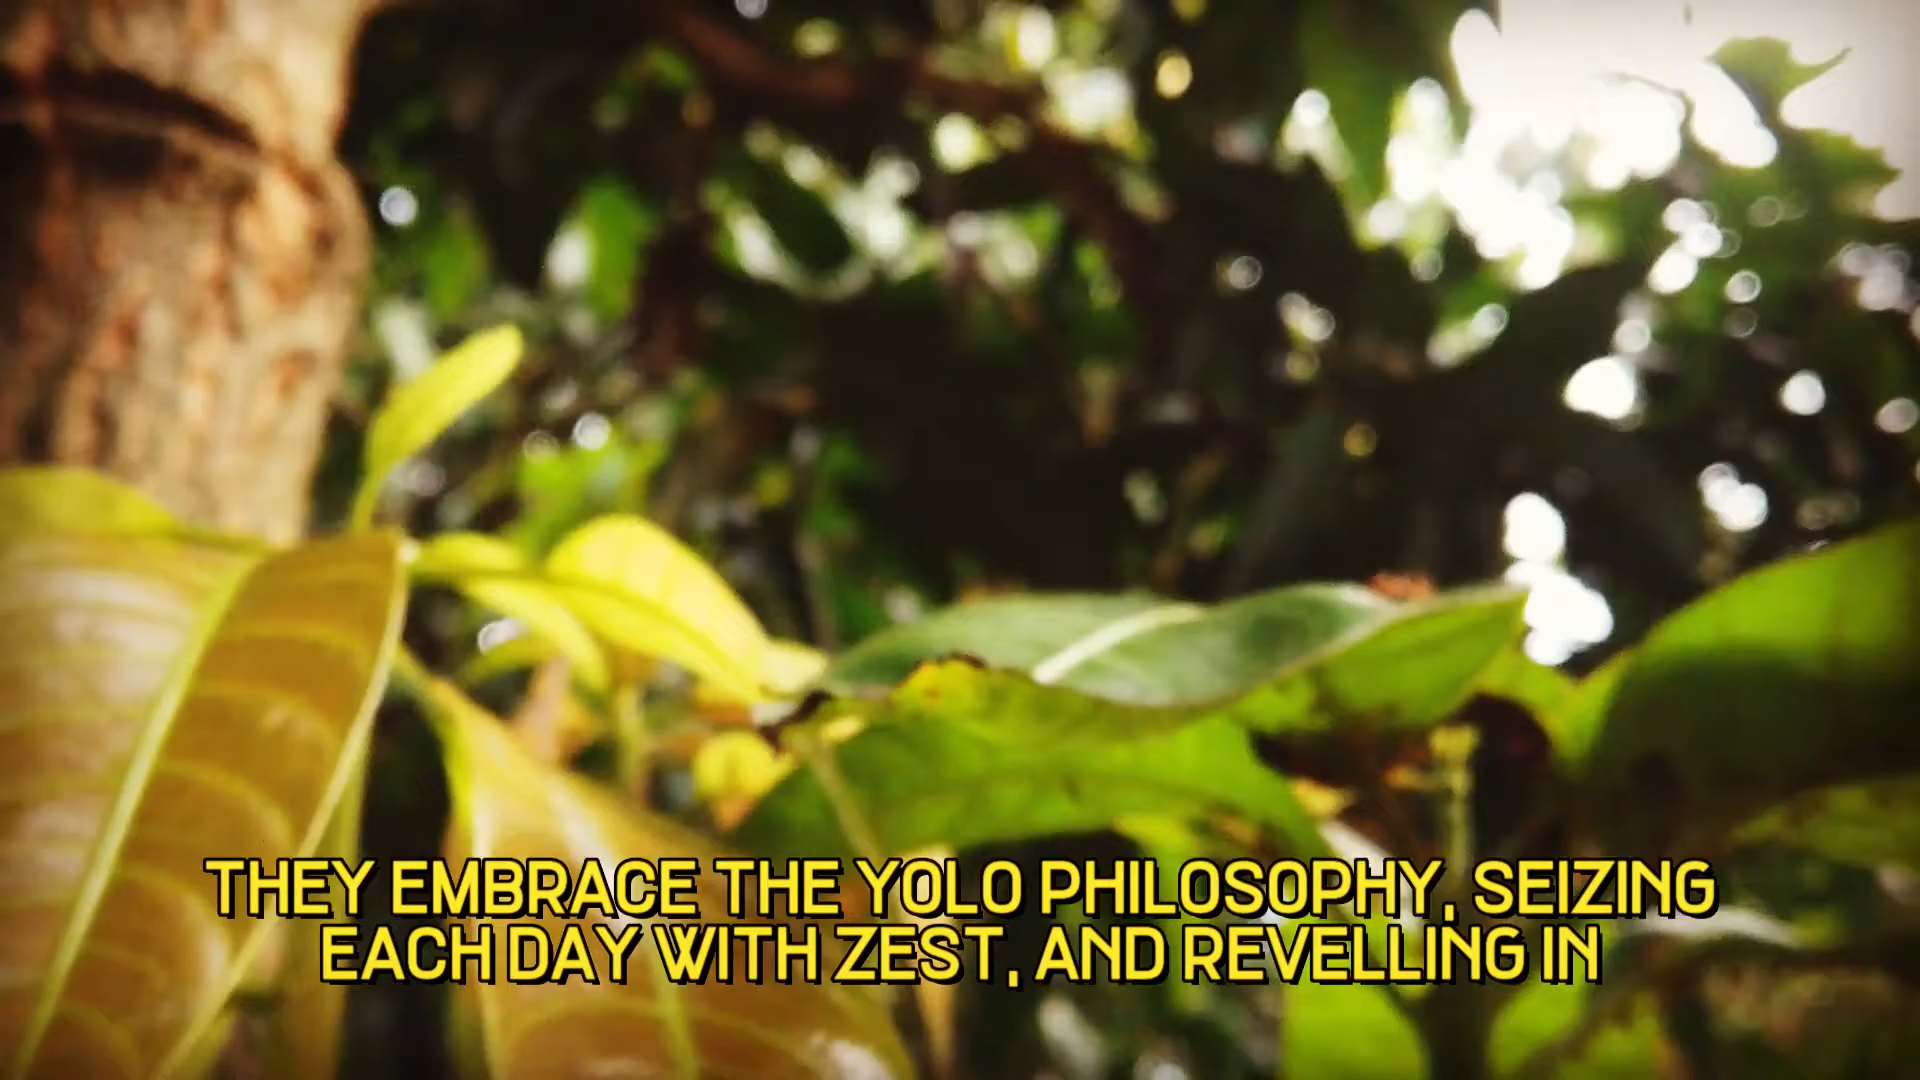 THEY EMBRACE THE YOLO PHILOSOPHY, SEIZING
EACH DAY WITH ZEST, AND REVELLING IN